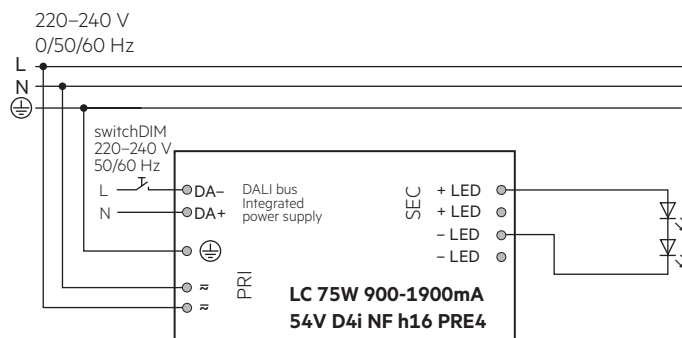 220–240 V
0/50/60 Hz
L
N
switchDIM
220–240 V
50/60 Hz
L
N
DA–
DA+
DALI bus
Integrated
power supply
PRI
≂
≂
SEC
+ LED
+ LED
– LED
– LED
LC 75W 900-1900mA
54V D4i NF h16 PRE4